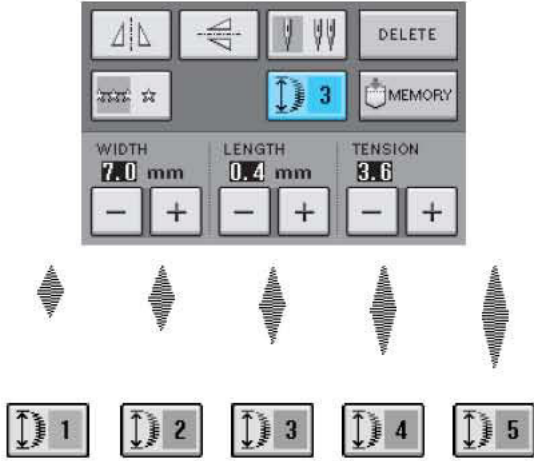 DELETE
3 MEMORY
WIDTH LENGTH TENSION
7.0 mm 0.4 mm 3.6
− + − + − +
1 2 3 4 5